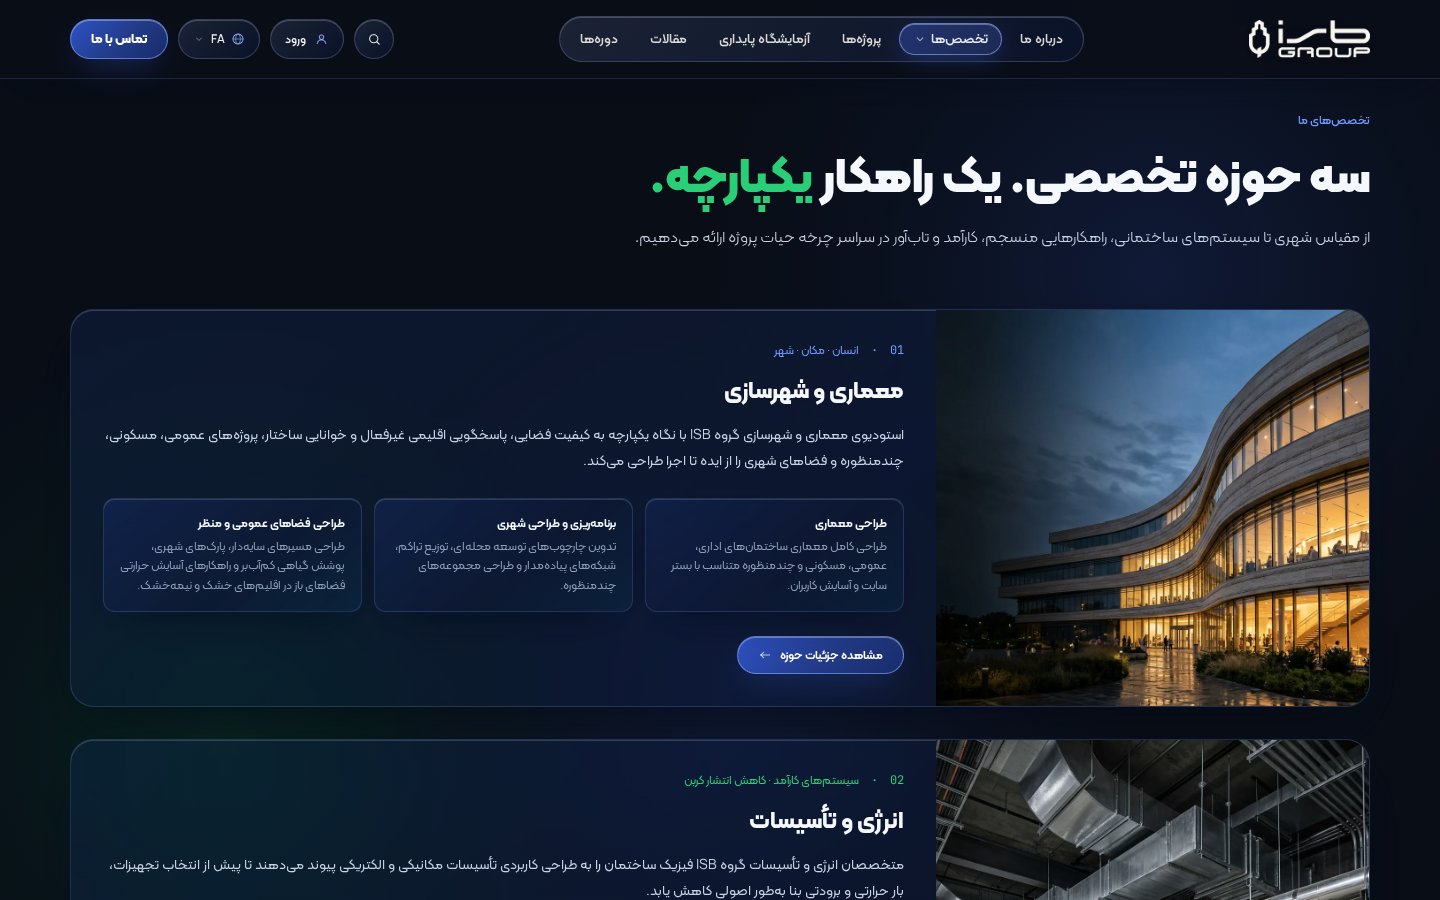 isb GROUP
درباره ما
تخصص‌ها
پروژه‌ها
آزمایشگاه پایداری
مقالات
دوره‌ها
ورود
FA
تماس با ما
تخصص‌های ما
سه حوزه تخصصی. یک راهکار یکپارچه.
از مقیاس شهری تا سیستم‌های ساختمانی، راهکارهایی منسجم، کارآمد و تاب‌آور در سراسر چرخه حیات پروژه ارائه می‌دهیم.
01 · انسان · مکان · شهر
معماری و شهرسازی
استودیوی معماری و شهرسازی گروه ISB با نگاه یکپارچه به کیفیت فضایی، پاسخگویی اقلیمی غیرفعال و خوانایی ساختار، پروژه‌های عمومی، مسکونی،
چندمنظوره و فضاهای شهری را از ایده تا اجرا طراحی می‌کند.
طراحی معماری
طراحی کامل معماری ساختمان‌های اداری،
عمومی، مسکونی و چندمنظوره متناسب با بستر
سایت و آسایش کاربران.
برنامه‌ریزی و طراحی شهری
تدوین چارچوب‌های توسعه محله‌ای، توزیع تراکم،
شبکه‌های پیاده‌مدار و طراحی مجموعه‌های
چندمنظوره.
طراحی فضاهای عمومی و منظر
طراحی مسیرهای سایه‌دار، پارک‌های شهری،
پوشش گیاهی کم‌آب‌بر و راهکارهای آسایش حرارتی
فضاهای باز در اقلیم‌های خشک و نیمه‌خشک.
مشاهده جزئیات حوزه ←
02 · سیستم‌های کارآمد · کاهش انتشار کربن
انرژی و تأسیسات
متخصصان انرژی و تأسیسات گروه ISB فیزیک ساختمان را به طراحی کاربردی تأسیسات مکانیکی و الکتریکی پیوند می‌دهند تا پیش از انتخاب تجهیزات،
بار حرارتی و برودتی بنا به‌طور اصولی کاهش یابد.